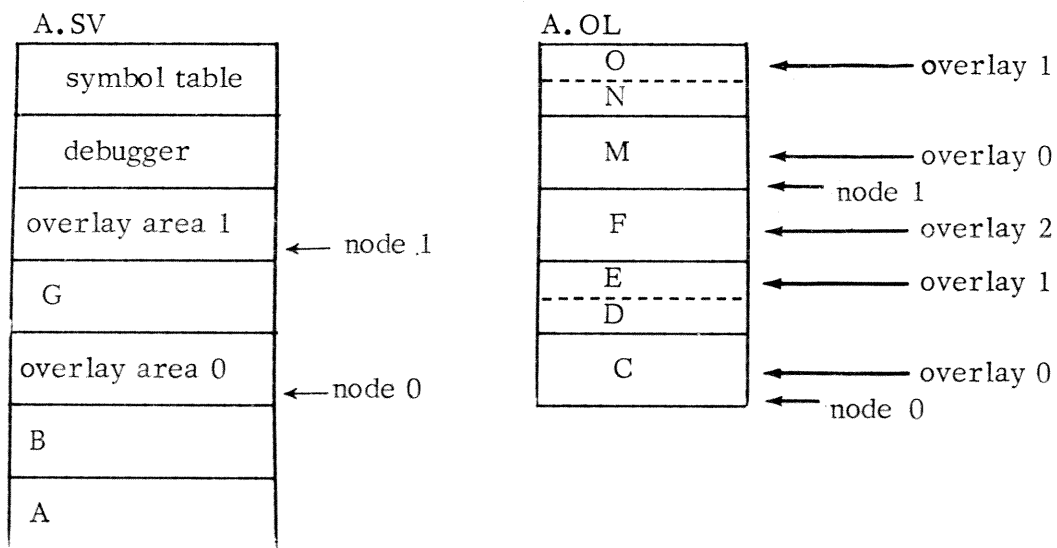 A.SV
symbol table
debugger
overlay area 1
node 1
G
overlay area 0
node 0
B
A
A.OL
O
overlay 1
N
M
overlay 0
node 1
F
overlay 2
E
overlay 1
D
C
overlay 0
node 0